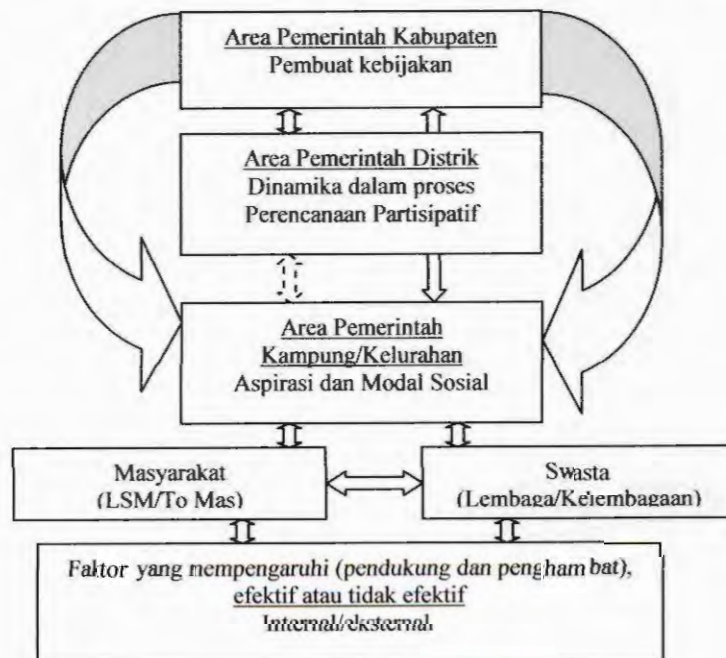 Area Pemerintah Kabupaten
Pembuat kebijakan
Area Pemerintah Distrik
Dinamika dalam proses
Perencanaan Partisipatif
Area Pemerintah
Kampung/Kelurahan
Aspirasi dan Modal Sosial
Masyarakat
(LSM/To Mas)
Swasta
(Lembaga/Kelembagaan)
Faktor yang mempengaruhi (pendukung dan penghambat),
efektif atau tidak efektif
Internal/eksternal